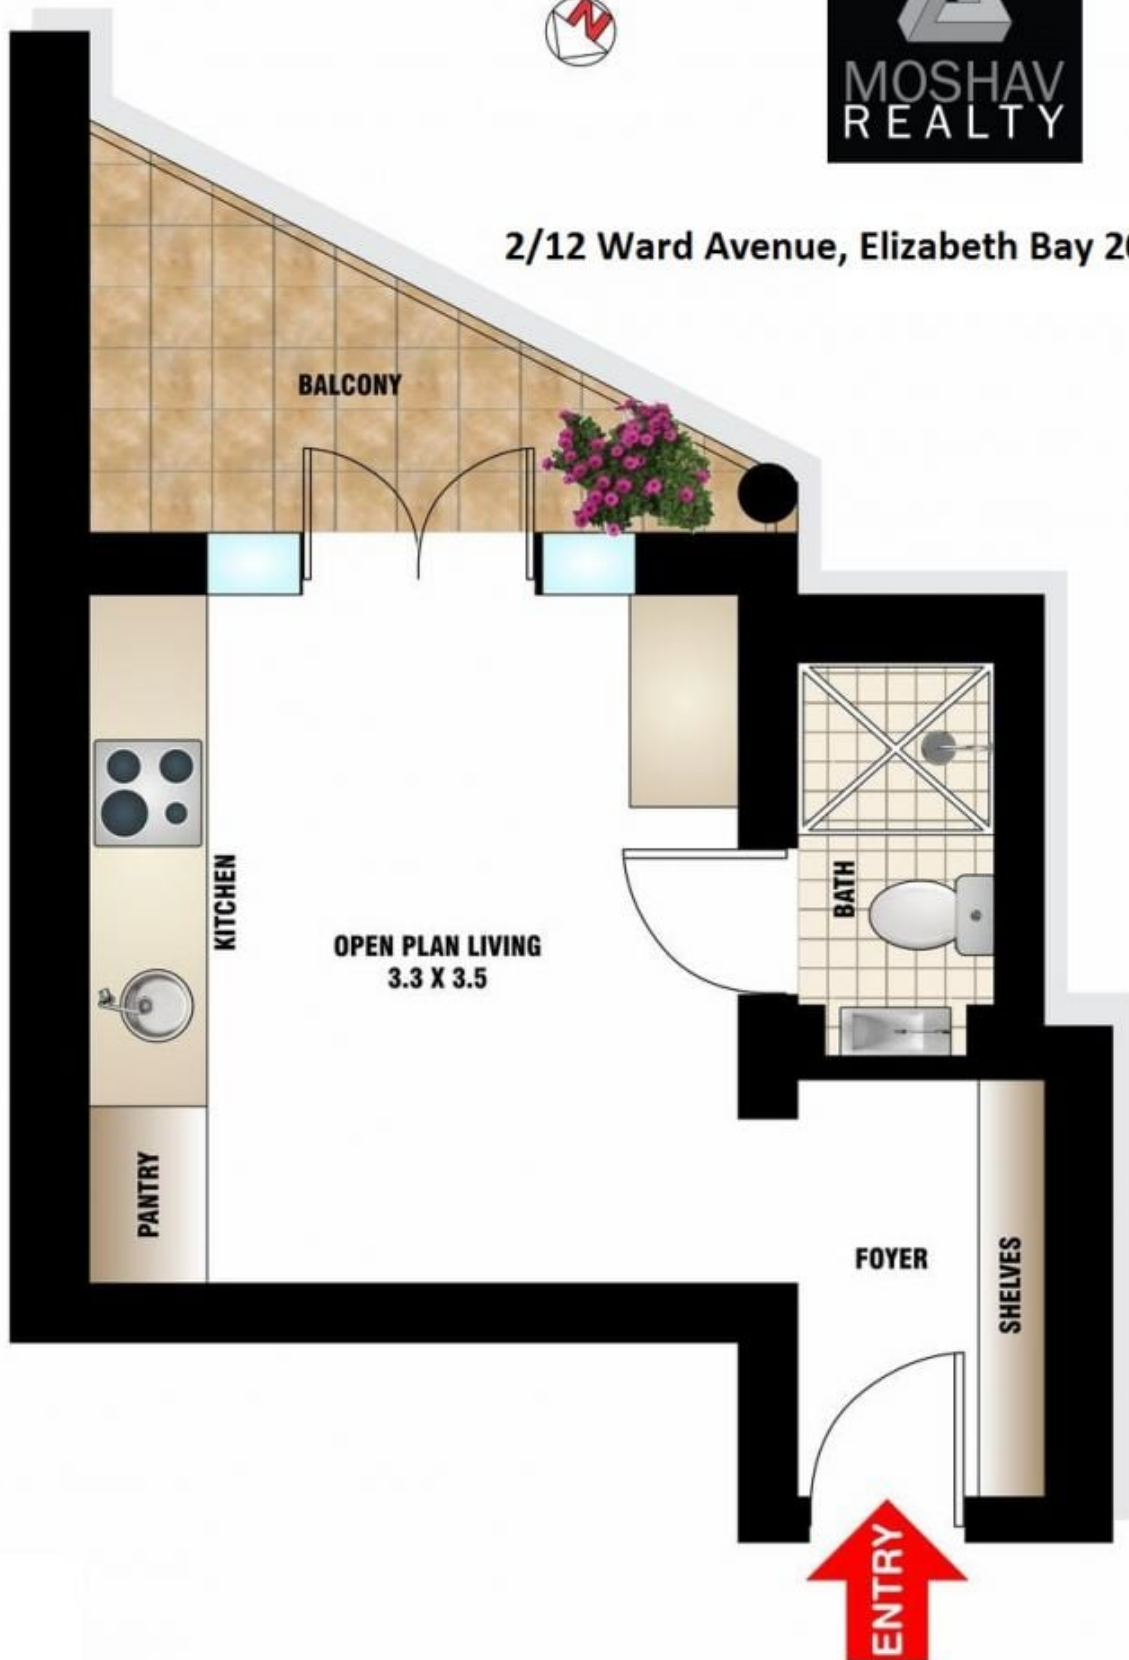 N
MOSHAV
REALTY
2/12 Ward Avenue, Elizabeth Bay
BALCONY
KITCHEN
BATH
OPEN PLAN LIVING
3.3 X 3.5
PANTRY
FOYER
SHELVES
ENTRY